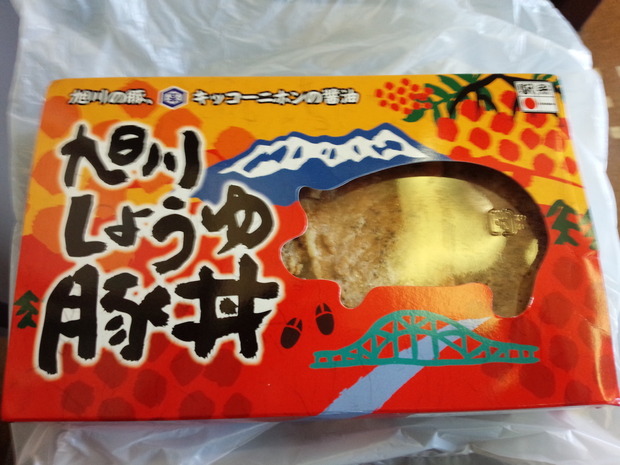 旭川の豚、キッコーニホンの醤油
駅弁
旭川
しょうゆ
豚丼